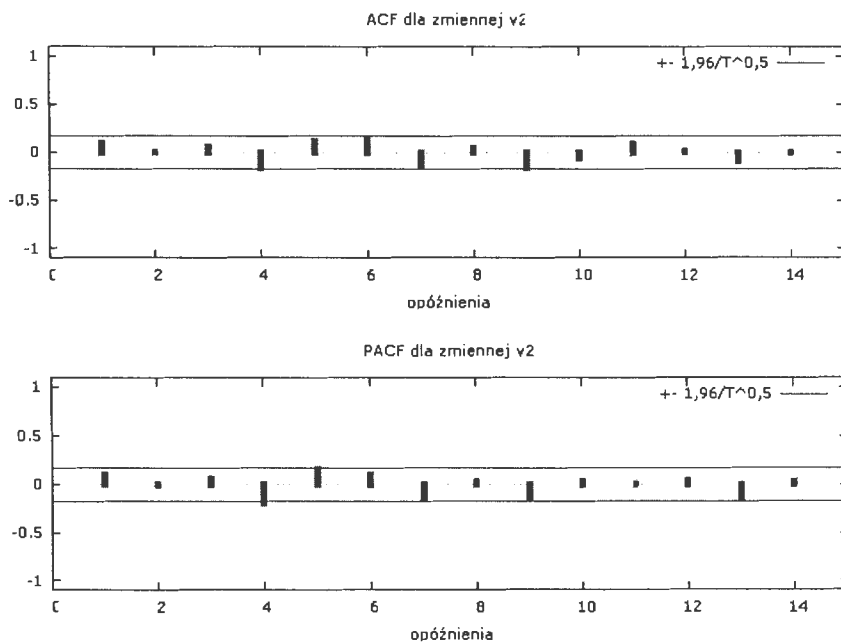 ACF dla zmiennej v2
+- 1,96/T^0,5
1
0.5
0
-0.5
-1
0 2 4 6 8 10 12 14
opóźnienia
PACF dla zmiennej v2
+- 1,96/T^0,5
1
0.5
0
-0.5
-1
0 2 4 6 8 10 12 14
opóźnienia